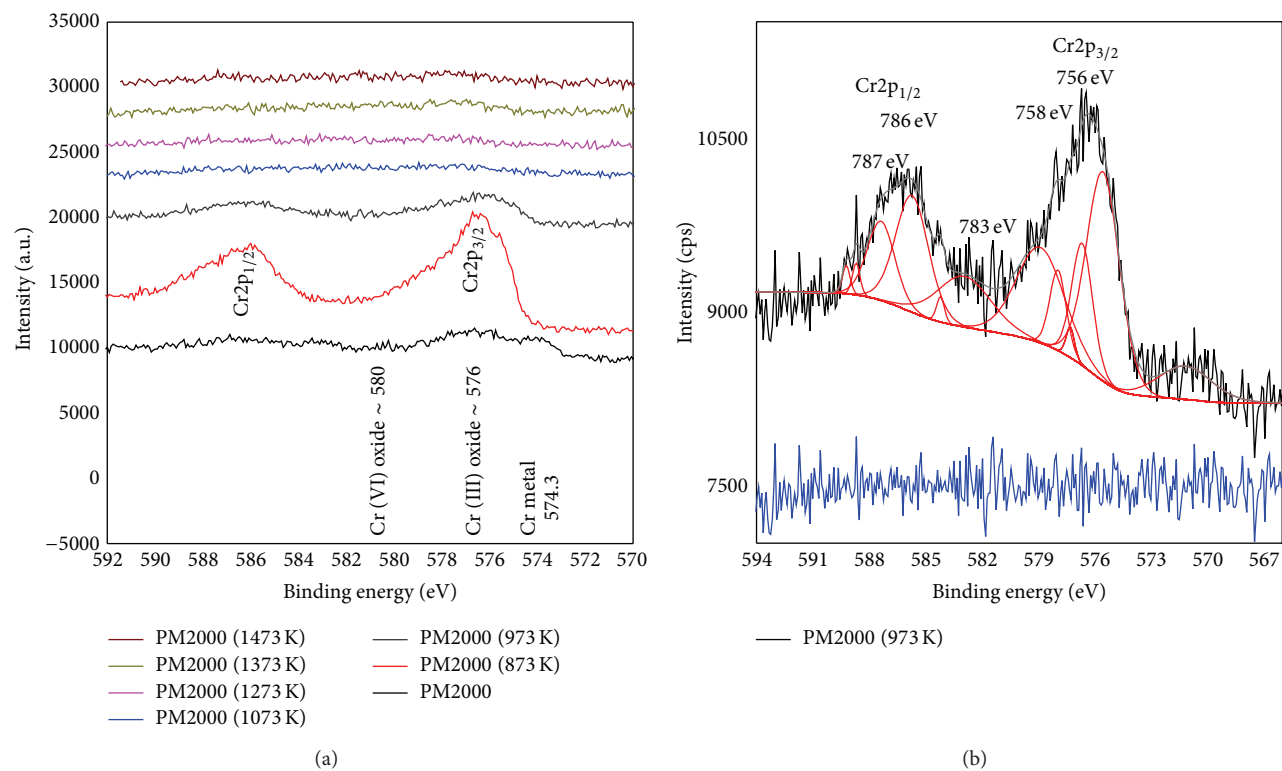 35000
30000
25000
20000
15000
10000
5000
0
−5000
Intensity (a.u.)
Cr2p1/2
Cr2p3/2
Cr (VI) oxide ~ 580
Cr (III) oxide ~ 576
Cr metal
574.3
592 590 588 586 584 582 580 578 576 574 572 570
Binding energy (eV)
PM2000 (1473 K)
PM2000 (1373 K)
PM2000 (1273 K)
PM2000 (1073 K)
PM2000 (973 K)
PM2000 (873 K)
PM2000
(a)
10500
9000
7500
Intensity (cps)
Cr2p3/2
756 eV
Cr2p1/2
786 eV
758 eV
787 eV
783 eV
594 591 588 585 582 579 576 573 570 567
Binding energy (eV)
PM2000 (973 K)
(b)